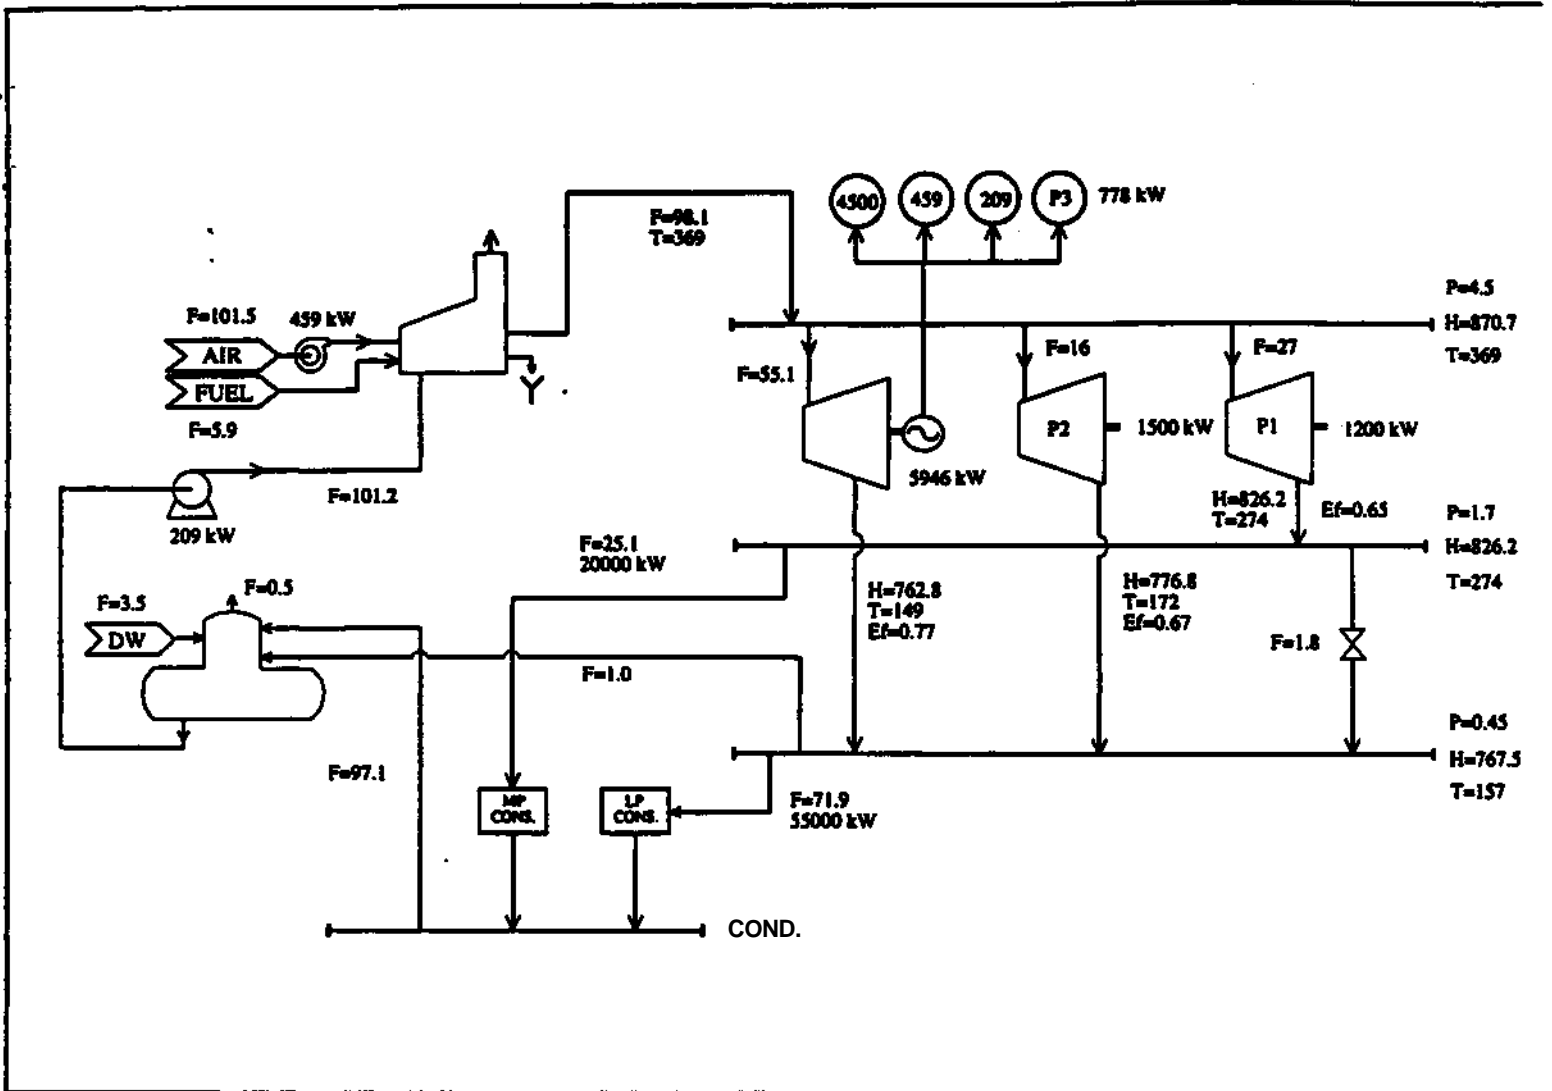 4500
459
209
P3
778 kW
F=98.1
T=369
P=4.5
H=870.7
T=369
F=101.5
459 kW
AIR
FUEL
F=5.9
F=55.1
F=16
F=27
P2
1500 kW
P1
1200 kW
5946 kW
F=101.2
209 kW
H=826.2
T=274
Ef=0.65
P=1.7
H=826.2
T=274
F=25.1
20000 kW
H=762.8
T=149
Ef=0.77
H=776.8
T=172
Ef=0.67
F=3.5
F=0.5
DW
F=1.8
F=1.0
P=0.45
H=767.5
T=157
F=97.1
MP
CONS.
LP
CONS.
F=71.9
55000 kW
COND.